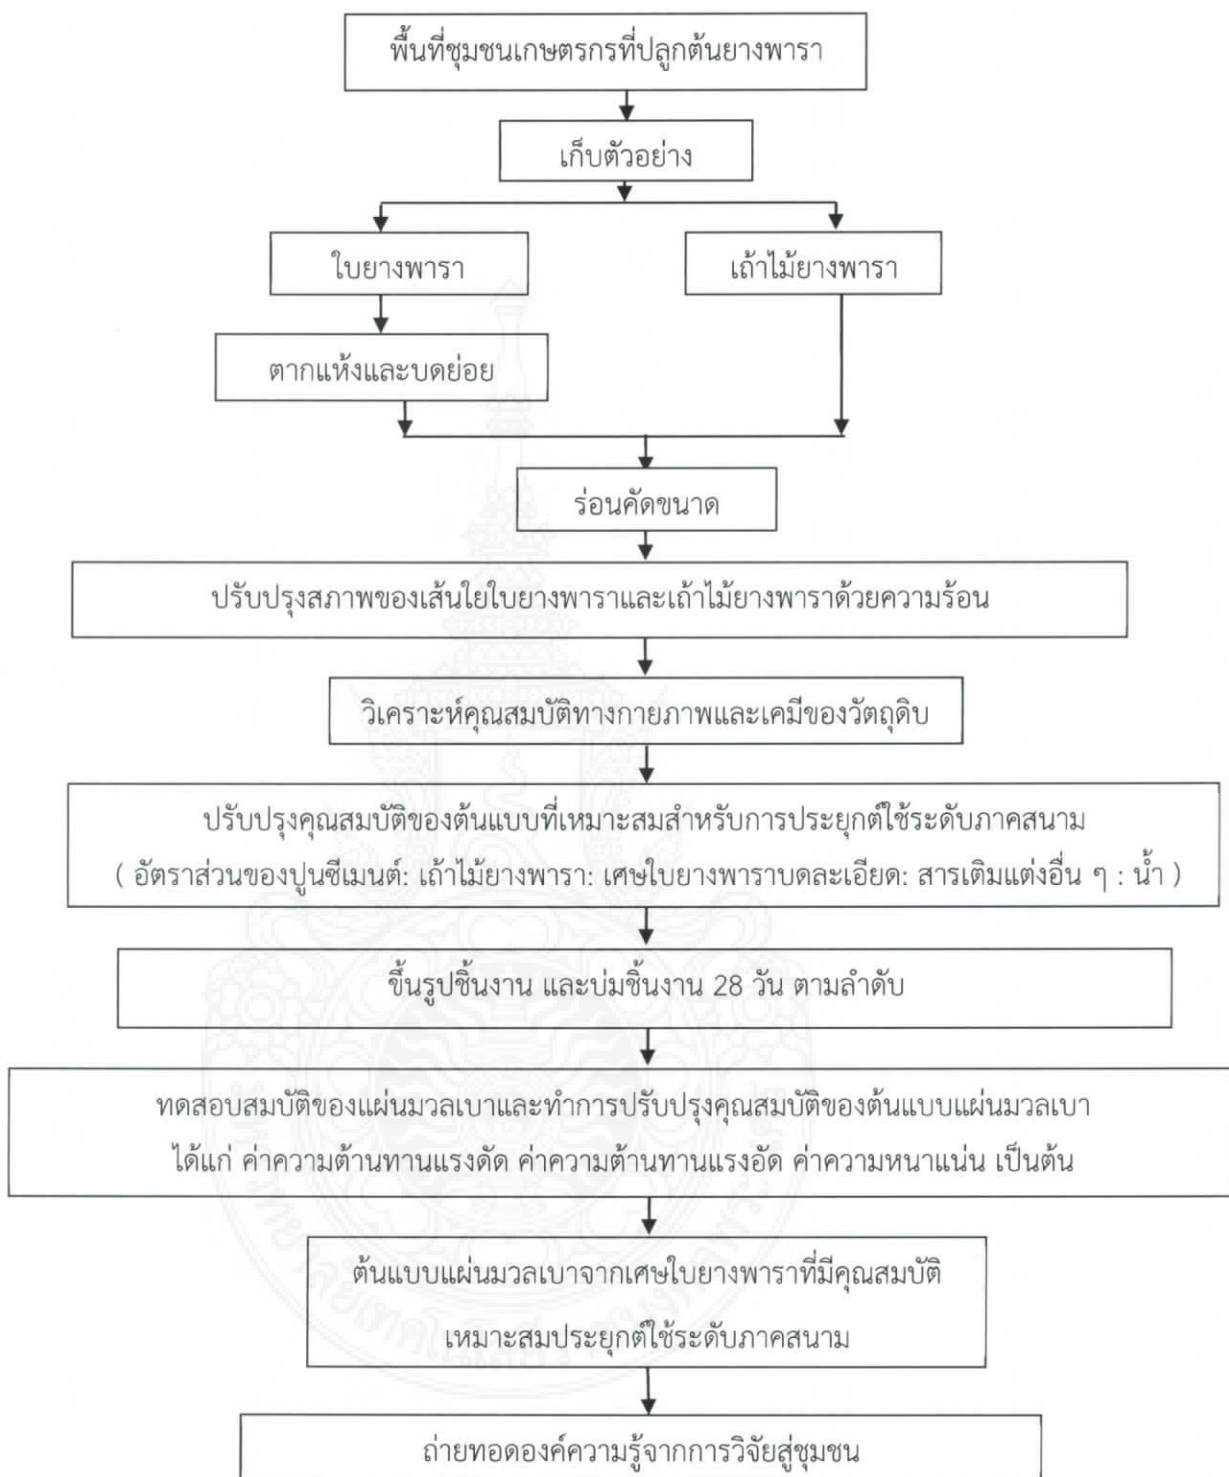 พื้นที่ชุมชนเกษตรกรที่ปลูกต้นยางพารา
เก็บตัวอย่าง
ใบยางพารา
เถ้าไม้ยางพารา
ตากแห้งและบดย่อย
ร่อนคัดขนาด
ปรับปรุงสภาพของเส้นใยใบยางพาราและเถ้าไม้ยางพาราด้วยความร้อน
วิเคราะห์คุณสมบัติทางกายภาพและเคมีของวัตถุดิบ
ปรับปรุงคุณสมบัติของต้นแบบที่เหมาะสมสำหรับการประยุกต์ใช้ระดับภาคสนาม
( อัตราส่วนของปูนซีเมนต์: เถ้าไม้ยางพารา: เศษใบยางพาราบดละเอียด: สารเติมแต่งอื่น ๆ : น้ำ )
ขึ้นรูปชิ้นงาน และบ่มชิ้นงาน 28 วัน ตามลำดับ
ทดสอบสมบัติของแผ่นมวลเบาและทำการปรับปรุงคุณสมบัติของต้นแบบแผ่นมวลเบา
ได้แก่ ค่าความต้านทานแรงดัด ค่าความต้านทานแรงอัด ค่าความหนาแน่น เป็นต้น
ต้นแบบแผ่นมวลเบาจากเศษใบยางพาราที่มีคุณสมบัติ
เหมาะสมประยุกต์ใช้ระดับภาคสนาม
ถ่ายทอดองค์ความรู้จากการวิจัยสู่ชุมชน